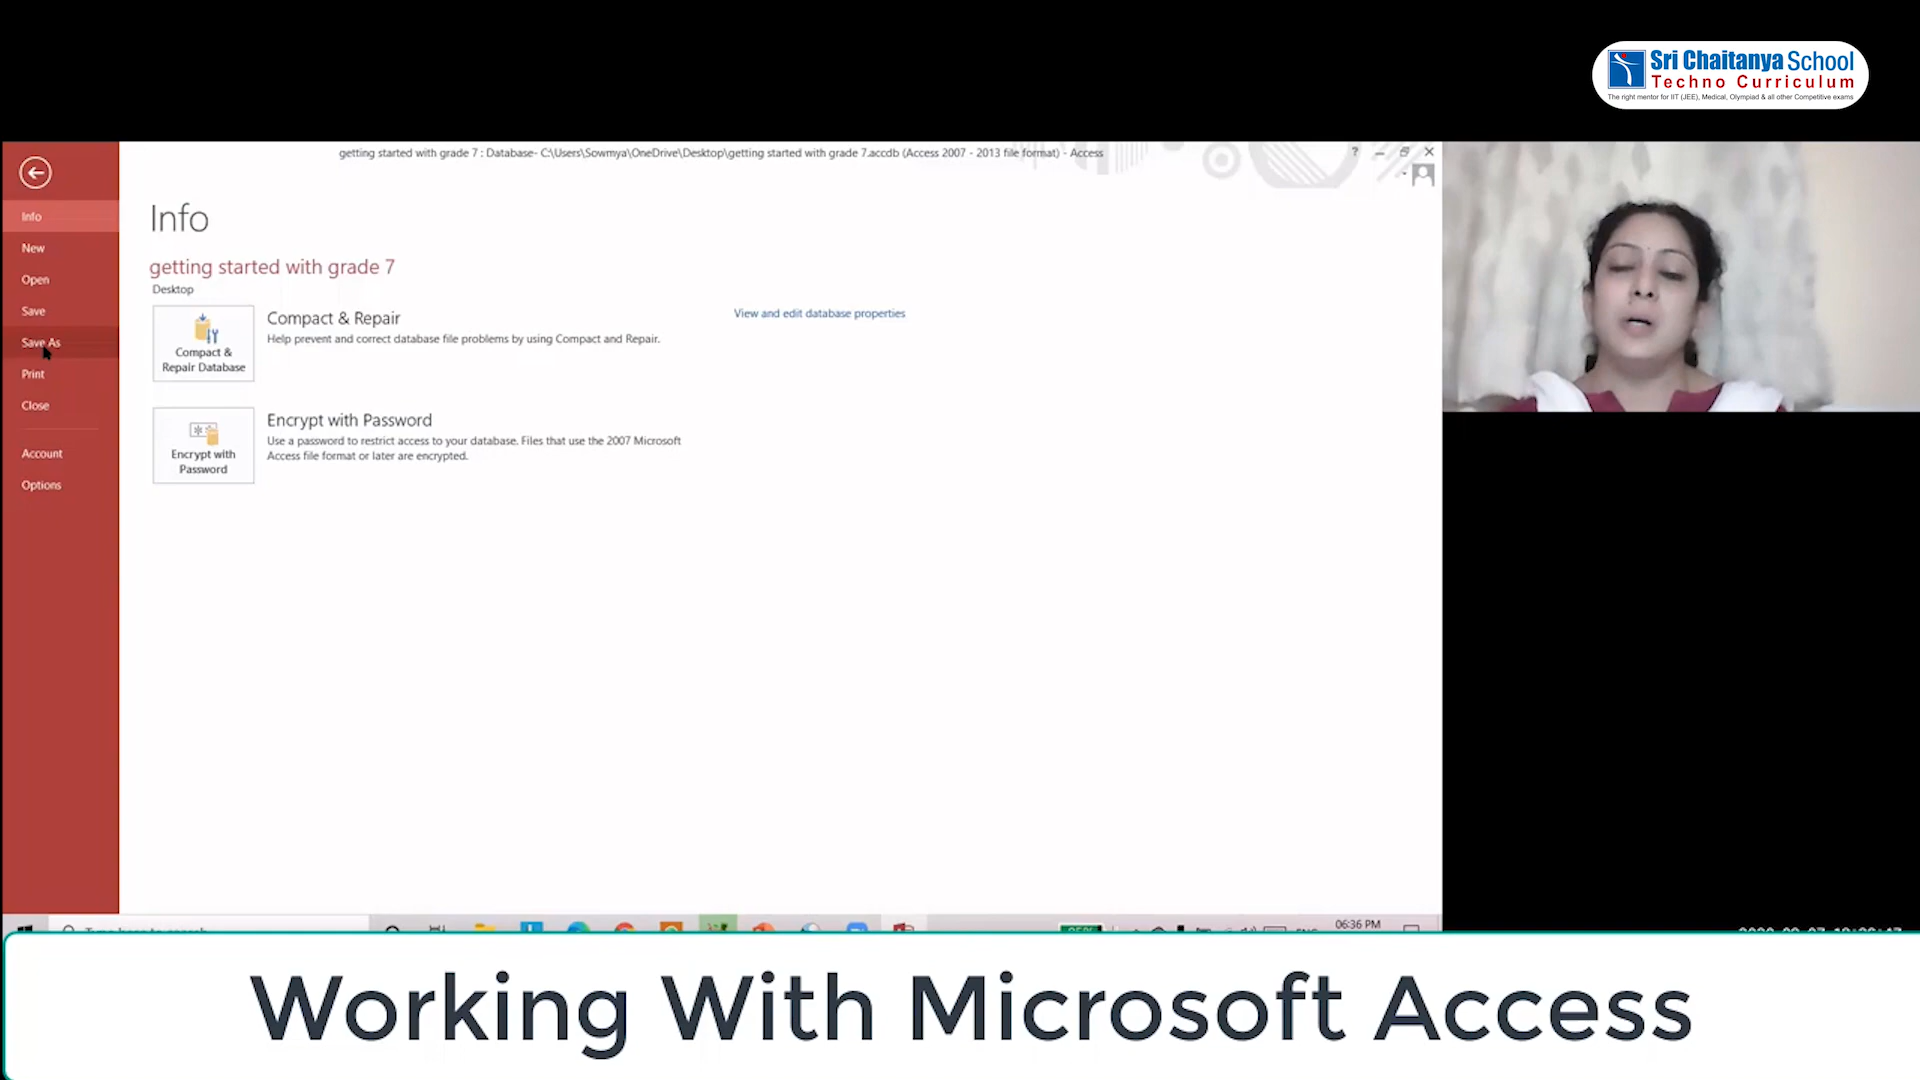 Sri Chaitanya School
Techno Curriculum
The right mentor for IIT (JEE), Medical, Olympiad & all other Competitive exams
getting started with grade 7 : Database- C:\Users\Sowmya\OneDrive\Desktop\getting started with grade 7.accdb (Access 2007 - 2013 file format) - Access
?
Info
New
Open
Save
Save As
Print
Close
Account
Options
Info
getting started with grade 7
Desktop
Compact & Repair Database
Compact & Repair
Help prevent and correct database file problems by using Compact and Repair.
View and edit database properties
Encrypt with Password
Encrypt with Password
Use a password to restrict access to your database. Files that use the 2007 Microsoft
Access file format or later are encrypted.
06:36 PM
Working With Microsoft Access